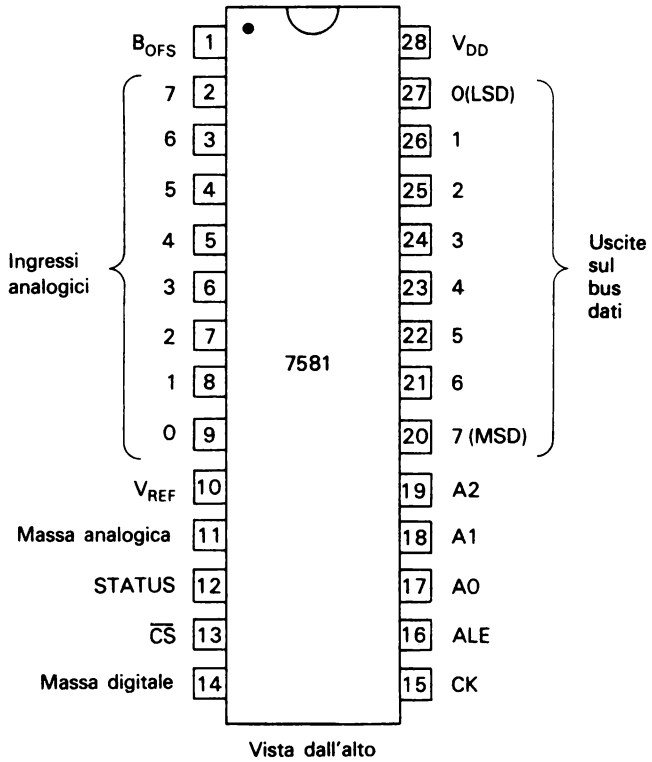 B_OFS 1 28 V_DD
7 2 27 0(LSD)
6 3 26 1
5 4 25 2
4 5 24 3
Ingressi
analogici
Uscite
sul
bus
dati
3 6 23 4
2 7 22 5
7581
1 8 21 6
0 9 20 7 (MSD)
V_REF 10 19 A2
Massa analogica 11 18 A1
STATUS 12 17 A0
C̅S̅ 13 16 ALE
Massa digitale 14 15 CK
Vista dall'alto